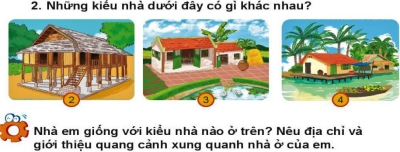 2. Những kiểu nhà dưới đây có gì khác nhau?
2
3
4
Nhà em giống với kiểu nhà nào ở trên? Nêu địa chỉ và
giới thiệu quang cảnh xung quanh nhà ở của em.